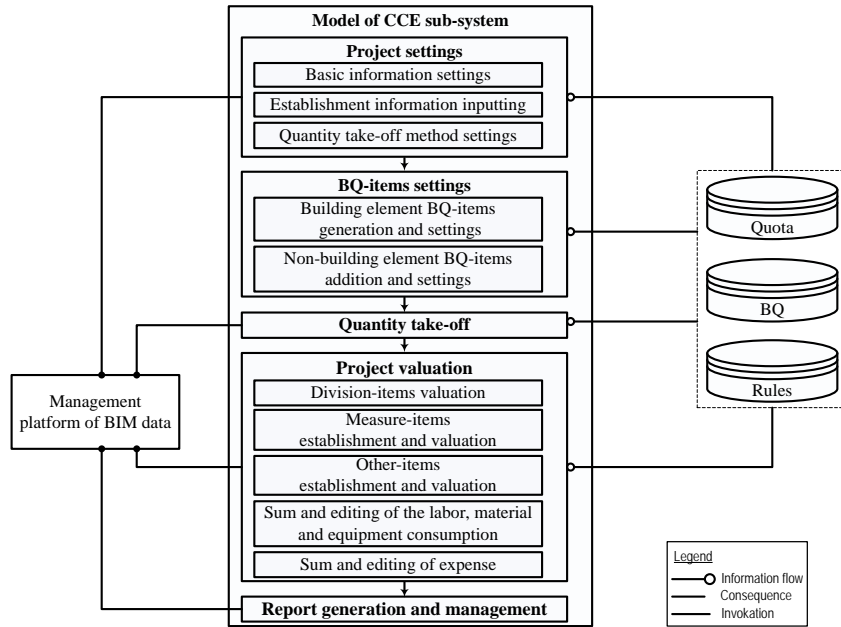 Model of CCE sub-system
Project settings
Basic information settings
Establishment information inputting
Quantity take-off method settings
BQ-items settings
Building element BQ-items
generation and settings
Non-building element BQ-items
addition and settings
Quantity take-off
Project valuation
Division-items valuation
Measure-items
establishment and valuation
Other-items
establishment and valuation
Sum and editing of the labor, material
and equipment consumption
Sum and editing of expense
Report generation and management
Management
platform of BIM data
Quota
BQ
Rules
Legend
Information flow
Consequence
Invokation